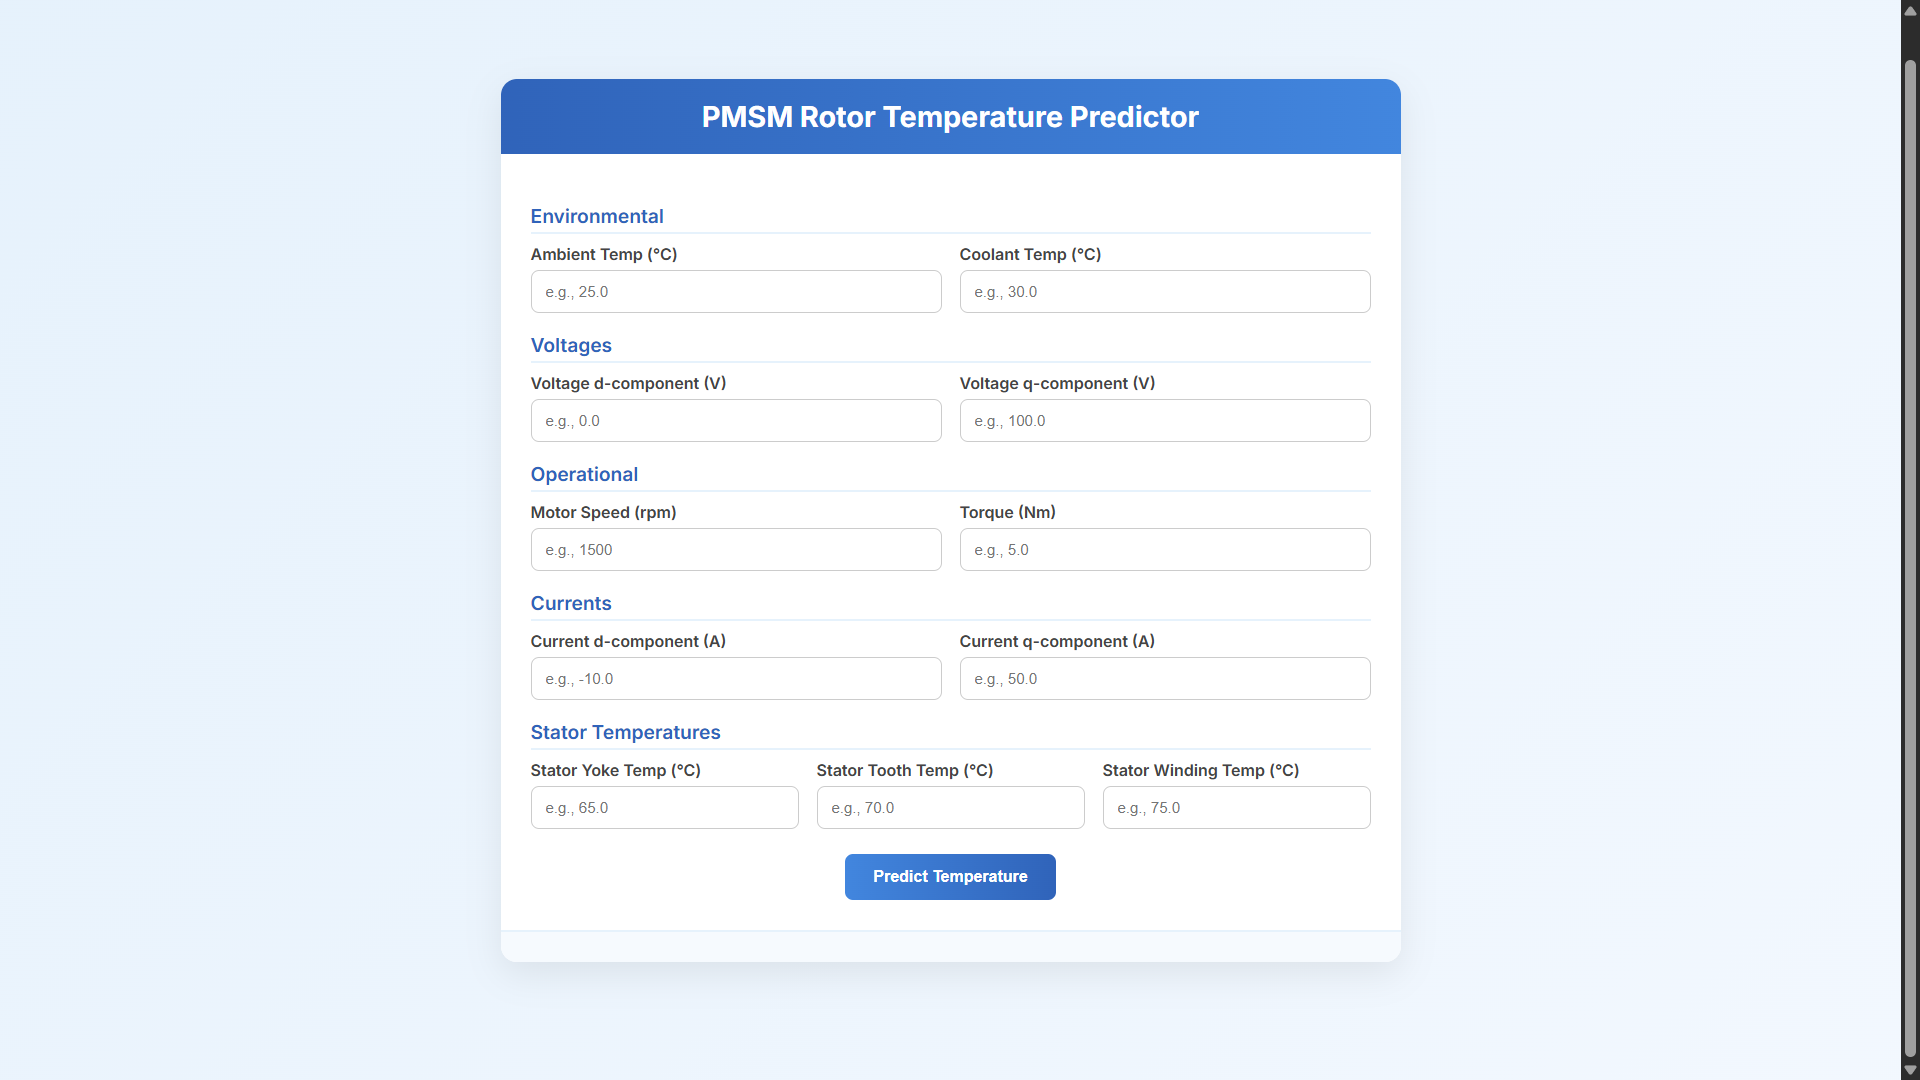 PMSM Rotor Temperature Predictor
Environmental
Ambient Temp (°C) Coolant Temp (°C)
e.g., 25.0 e.g., 30.0
Voltages
Voltage d-component (V) Voltage q-component (V)
e.g., 0.0 e.g., 100.0
Operational
Motor Speed (rpm) Torque (Nm)
e.g., 1500 e.g., 5.0
Currents
Current d-component (A) Current q-component (A)
e.g., -10.0 e.g., 50.0
Stator Temperatures
Stator Yoke Temp (°C) Stator Tooth Temp (°C) Stator Winding Temp (°C)
e.g., 65.0 e.g., 70.0 e.g., 75.0
Predict Temperature